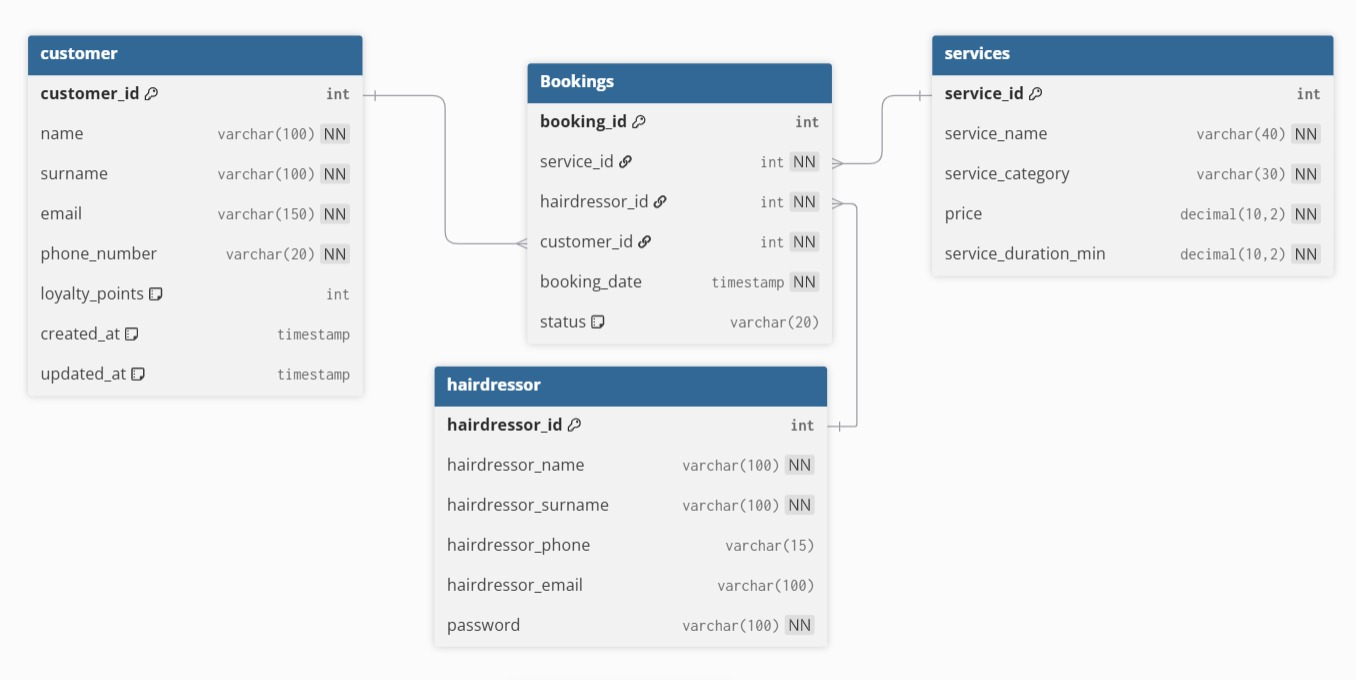 customer
customer_id int
name varchar(100) NN
surname varchar(100) NN
email varchar(150) NN
phone_number varchar(20) NN
loyalty_points int
created_at timestamp
updated_at timestamp
Bookings
booking_id int
service_id int NN
hairdressor_id int NN
customer_id int NN
booking_date timestamp NN
status varchar(20)
services
service_id int
service_name varchar(40) NN
service_category varchar(30) NN
price decimal(10,2) NN
service_duration_min decimal(10,2) NN
hairdressor
hairdressor_id int
hairdressor_name varchar(100) NN
hairdressor_surname varchar(100) NN
hairdressor_phone varchar(15)
hairdressor_email varchar(100)
password varchar(100) NN